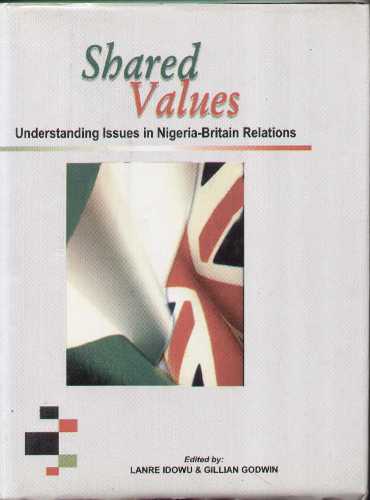 Shared
Values
Understanding Issues in Nigeria-Britain Relations
Edited by:
LANRE IDOWU & GILLIAN GODWIN